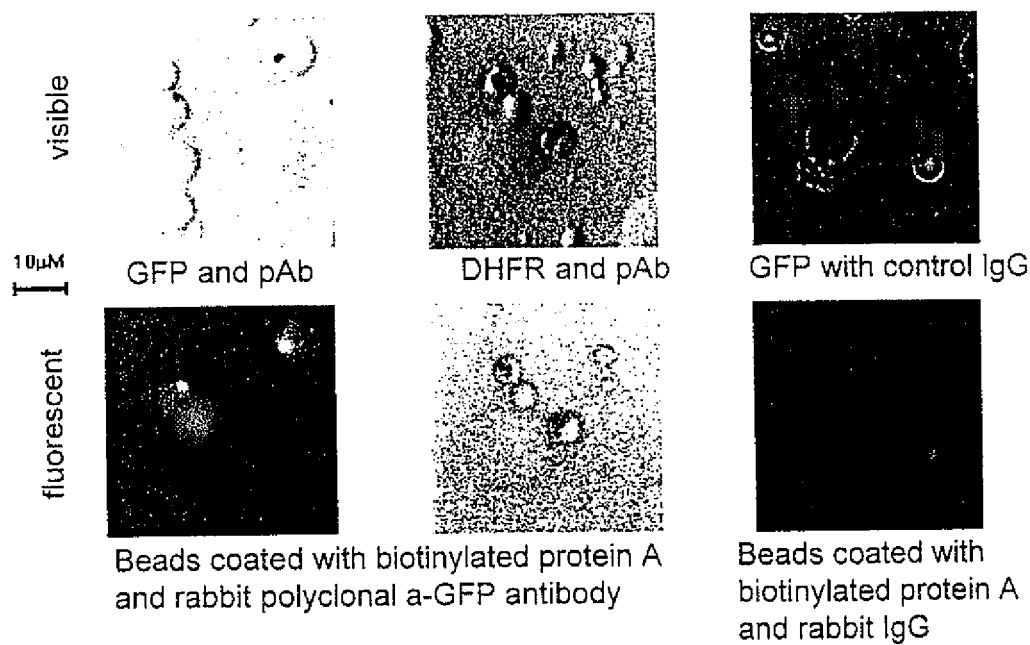 visible
GFP and pAb
DHFR and pAb
GFP with control IgG
10µM
fluorescent
Beads coated with biotinylated protein A
and rabbit polyclonal a-GFP antibody
Beads coated with
biotinylated protein A
and rabbit IgG